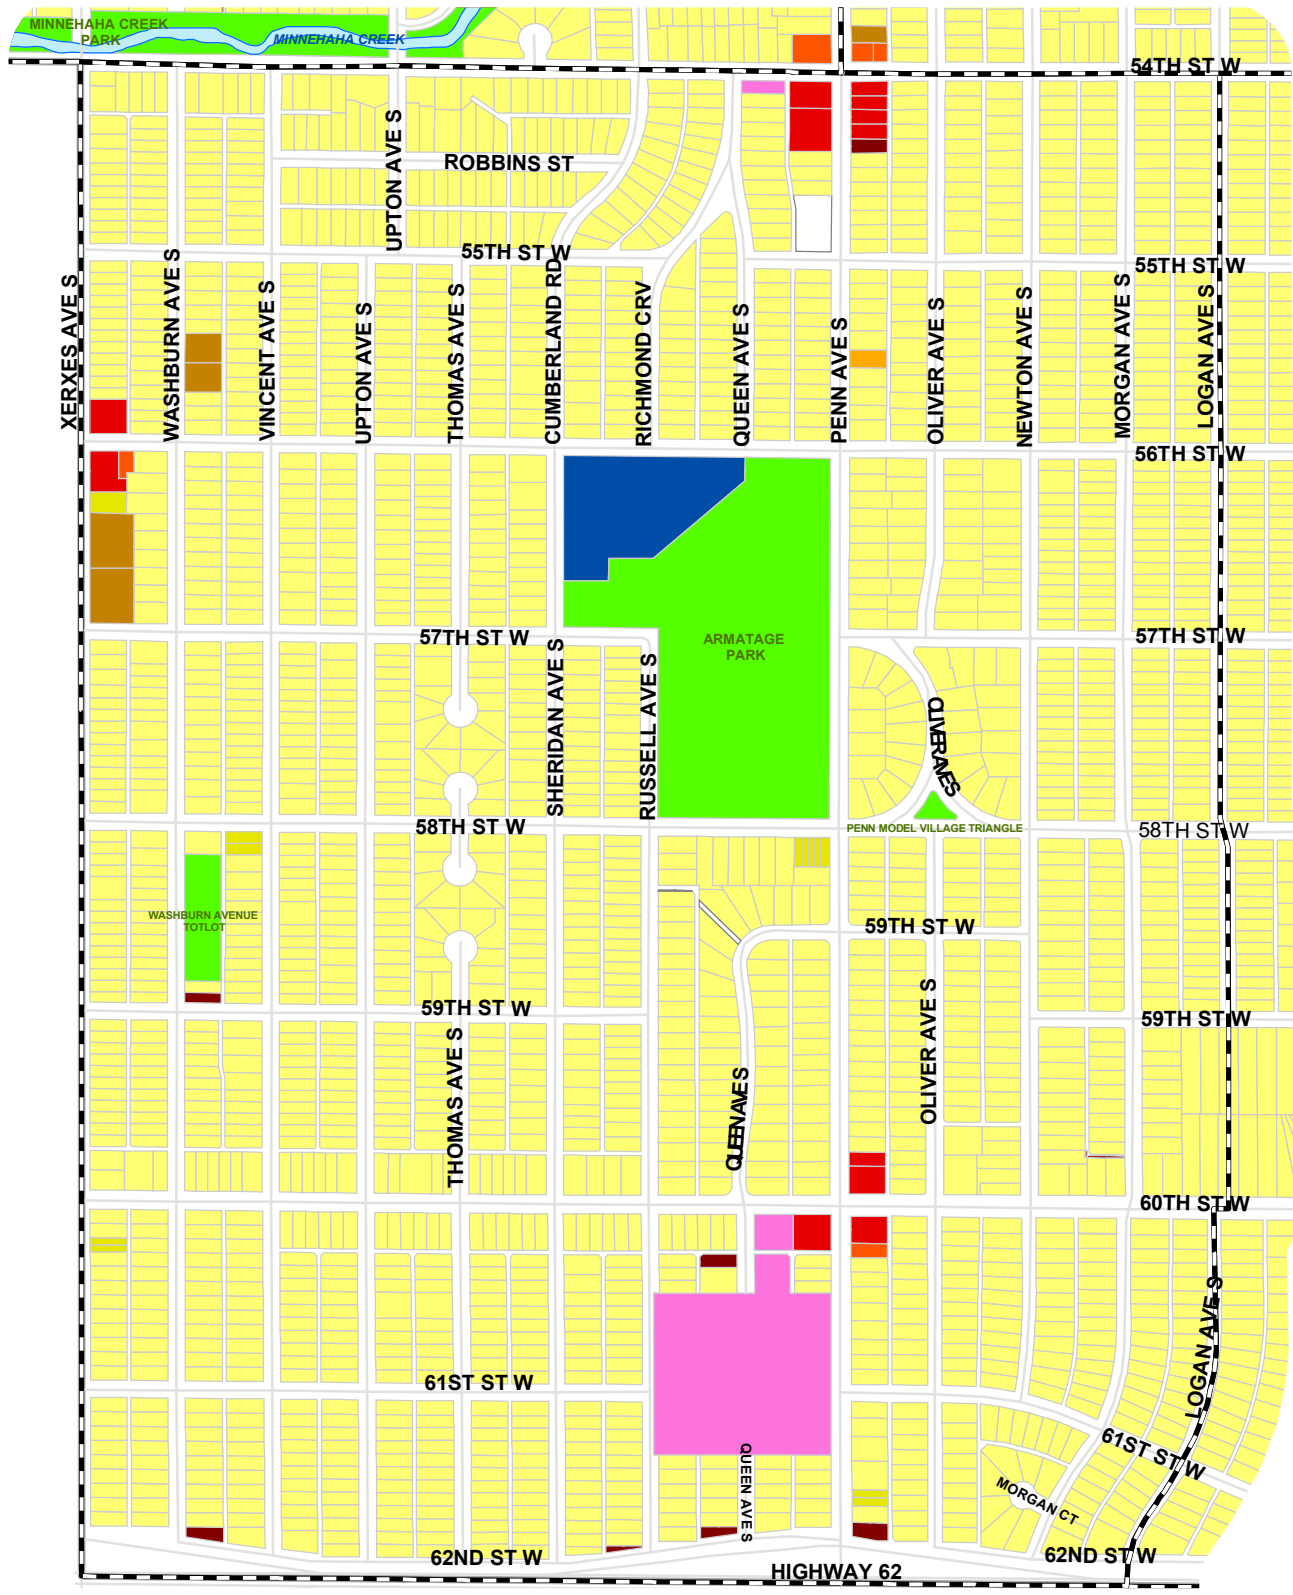 MINNEHAHA CREEK
PARK
MINNEHAHA CREEK
54TH ST W
UPTON AVE S
ROBBINS ST
55TH ST W
55TH ST W
XERXES AVE S
WASHBURN AVE S
VINCENT AVE S
UPTON AVE S
THOMAS AVE S
CUMBERLAND RD
RICHMOND CRV
QUEEN AVE S
PENN AVE S
OLIVER AVE S
NEWTON AVE S
MORGAN AVE S
LOGAN AVE S
56TH ST W
57TH ST W
ARMATAGE
PARK
57TH ST W
SHERIDAN AVE S
RUSSELL AVE S
OLIVER AVE S
58TH ST W
PENN MODEL VILLAGE TRIANGLE
58TH ST W
WASHBURN AVENUE
TOTLOT
59TH ST W
59TH ST W
59TH ST W
THOMAS AVE S
QUEEN AVE S
OLIVER AVE S
60TH ST W
LOGAN AVE S
61ST ST W
61ST ST W
QUEEN AVE S
MORGAN CT
62ND ST W
62ND ST W
HIGHWAY 62